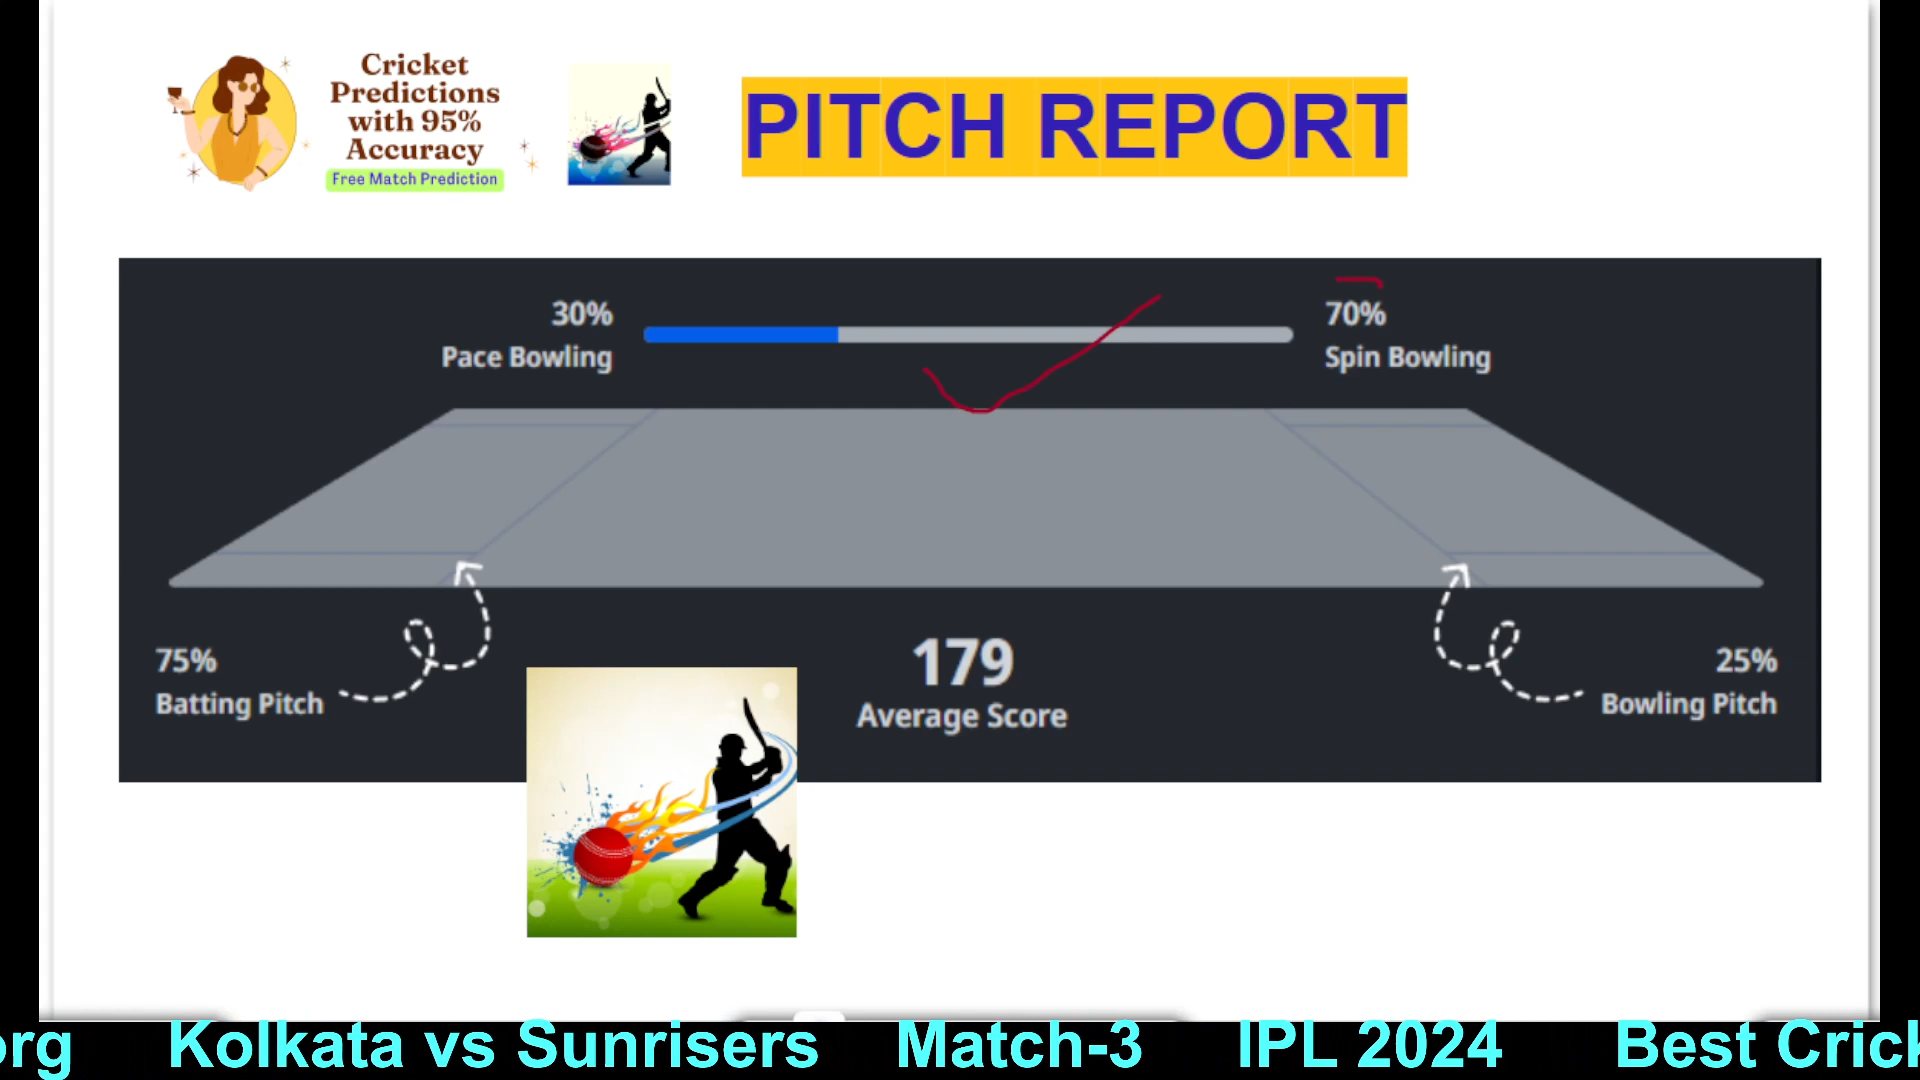 Cricket
Predictions
with 95%
Accuracy
Free Match Prediction
PITCH REPORT
30%
Pace Bowling
70%
Spin Bowling
75%
Batting Pitch
179
Average Score
25%
Bowling Pitch
org Kolkata vs Sunrisers Match-3 IPL 2024 Best Crick